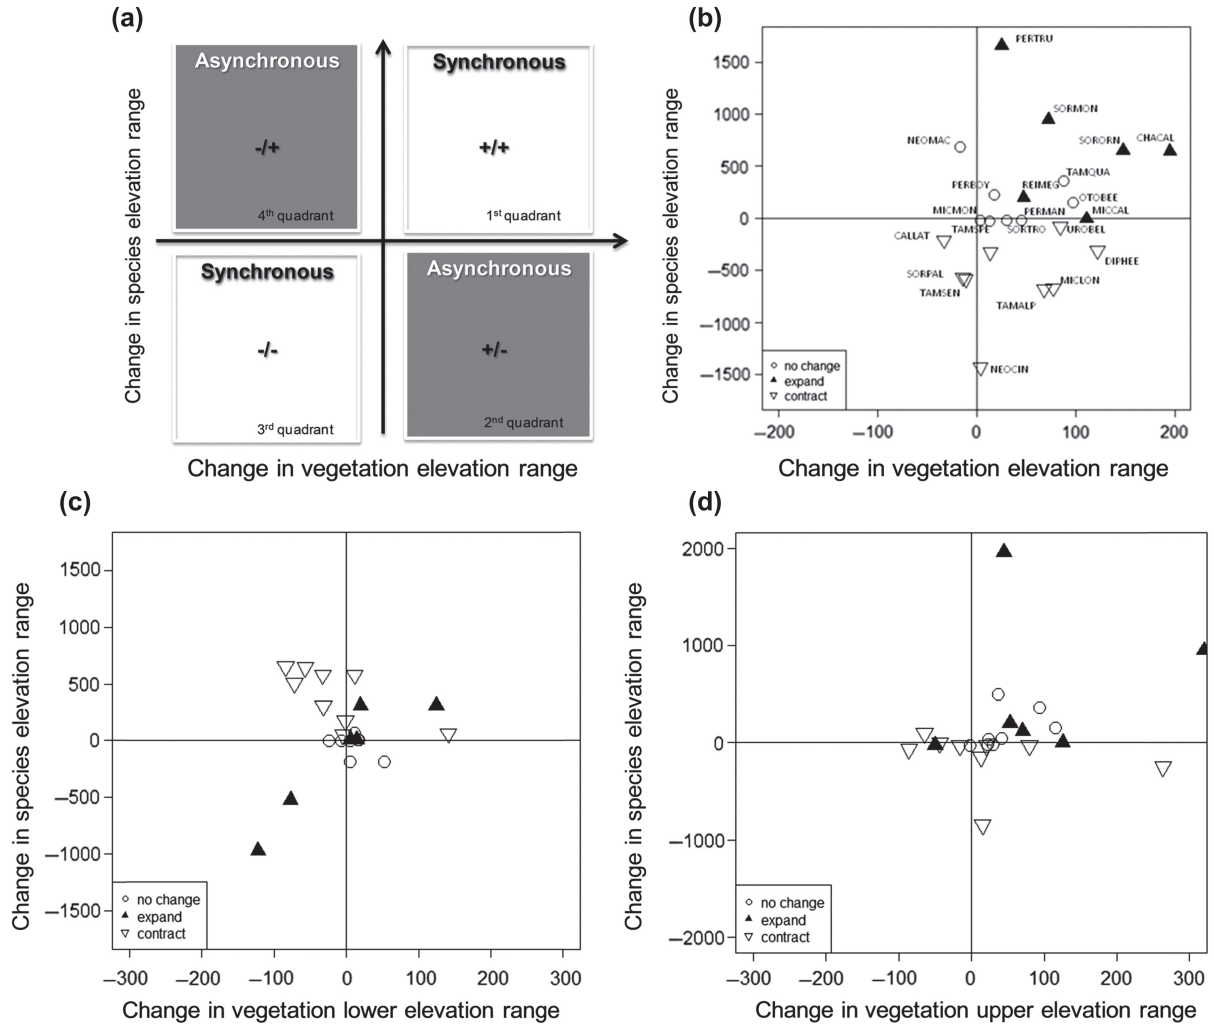 (a)
Asynchronous
-/+
4th quadrant
Synchronous
+/+
1st quadrant
Synchronous
-/-
3rd quadrant
Asynchronous
+/-
2nd quadrant
Change in species elevation range
Change in vegetation elevation range
(b)
Change in species elevation range
1500
1000
500
0
−500
−1000
−1500
PERTRU
SORMON
NEOMAC
SORORN
CHACAL
TAMQUA
PERBOY
REIMEG
OTOBEE
MICMON
PERMAN
MICCAL
CALLAT
TAMSPE
SORTRO
UROBEL
DIPHEE
SORPAL
MICLON
TAMSEN
TAMALP
NEOCIN
no change
expand
contract
−200
−100
0
100
200
Change in vegetation elevation range
(c)
Change in species elevation range
1500
1000
500
0
−500
−1000
−1500
no change
expand
contract
−300
−200
−100
0
100
200
300
Change in vegetation lower elevation range
(d)
Change in species elevation range
2000
1000
0
−1000
−2000
no change
expand
contract
−300
−200
−100
0
100
200
300
Change in vegetation upper elevation range